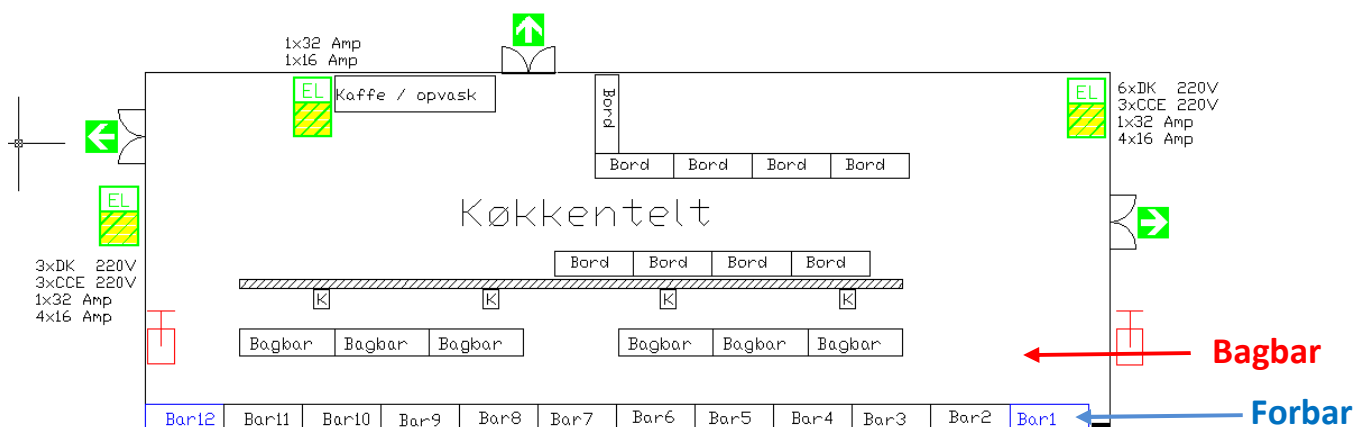 1x32 Amp
1x16 Amp
EL
Kaffe / opvask
Bord
EL
6xDK 220V
3xCCE 220V
1x32 Amp
4x16 Amp
Bord Bord Bord Bord
EL
Køkkentelt
3xDK 220V
3xCCE 220V
1x32 Amp
4x16 Amp
Bord Bord Bord Bord
K K K K
Bagbar Bagbar Bagbar Bagbar Bagbar Bagbar
Bagbar
Bar12 Bar11 Bar10 Bar9 Bar8 Bar7 Bar6 Bar5 Bar4 Bar3 Bar2 Bar1
Forbar